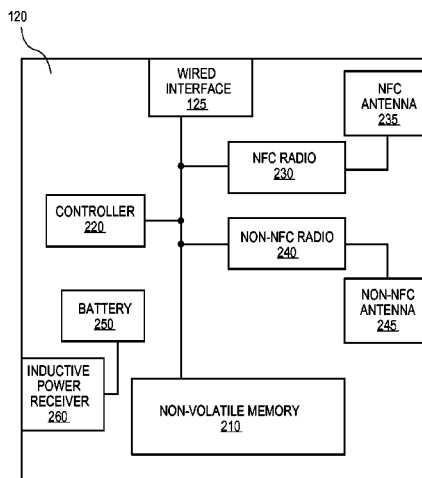 120
WIRED
INTERFACE
125
NFC
ANTENNA
235
NFC RADIO
230
CONTROLLER
220
NON-NFC RADIO
240
BATTERY
250
NON-NFC
ANTENNA
245
INDUCTIVE
POWER
RECEIVER
260
NON-VOLATILE MEMORY
210